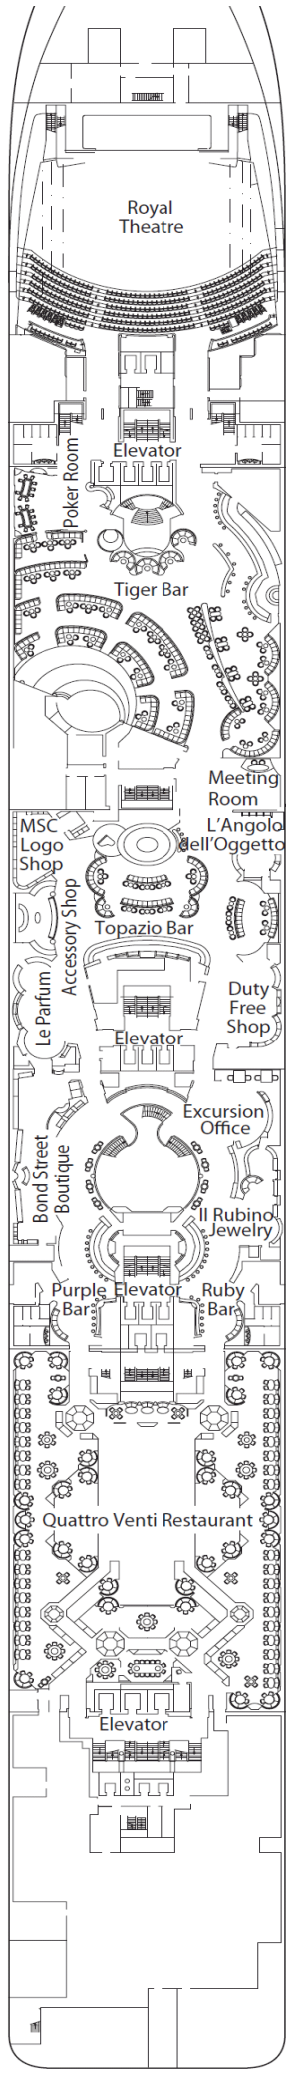 Royal
Theatre
Elevator
Poker Room
Tiger Bar
Meeting
Room
MSC
Logo
Shop
L'Angolo
dell'Oggetto
Accessory Shop
Topazio Bar
Le Parfum
Duty
Free
Shop
Elevator
Excursion
Office
Bond Street
Boutique
Il Rubino
Jewelry
Purple
Bar
Elevator
Ruby
Bar
Quattro Venti Restaurant
Elevator